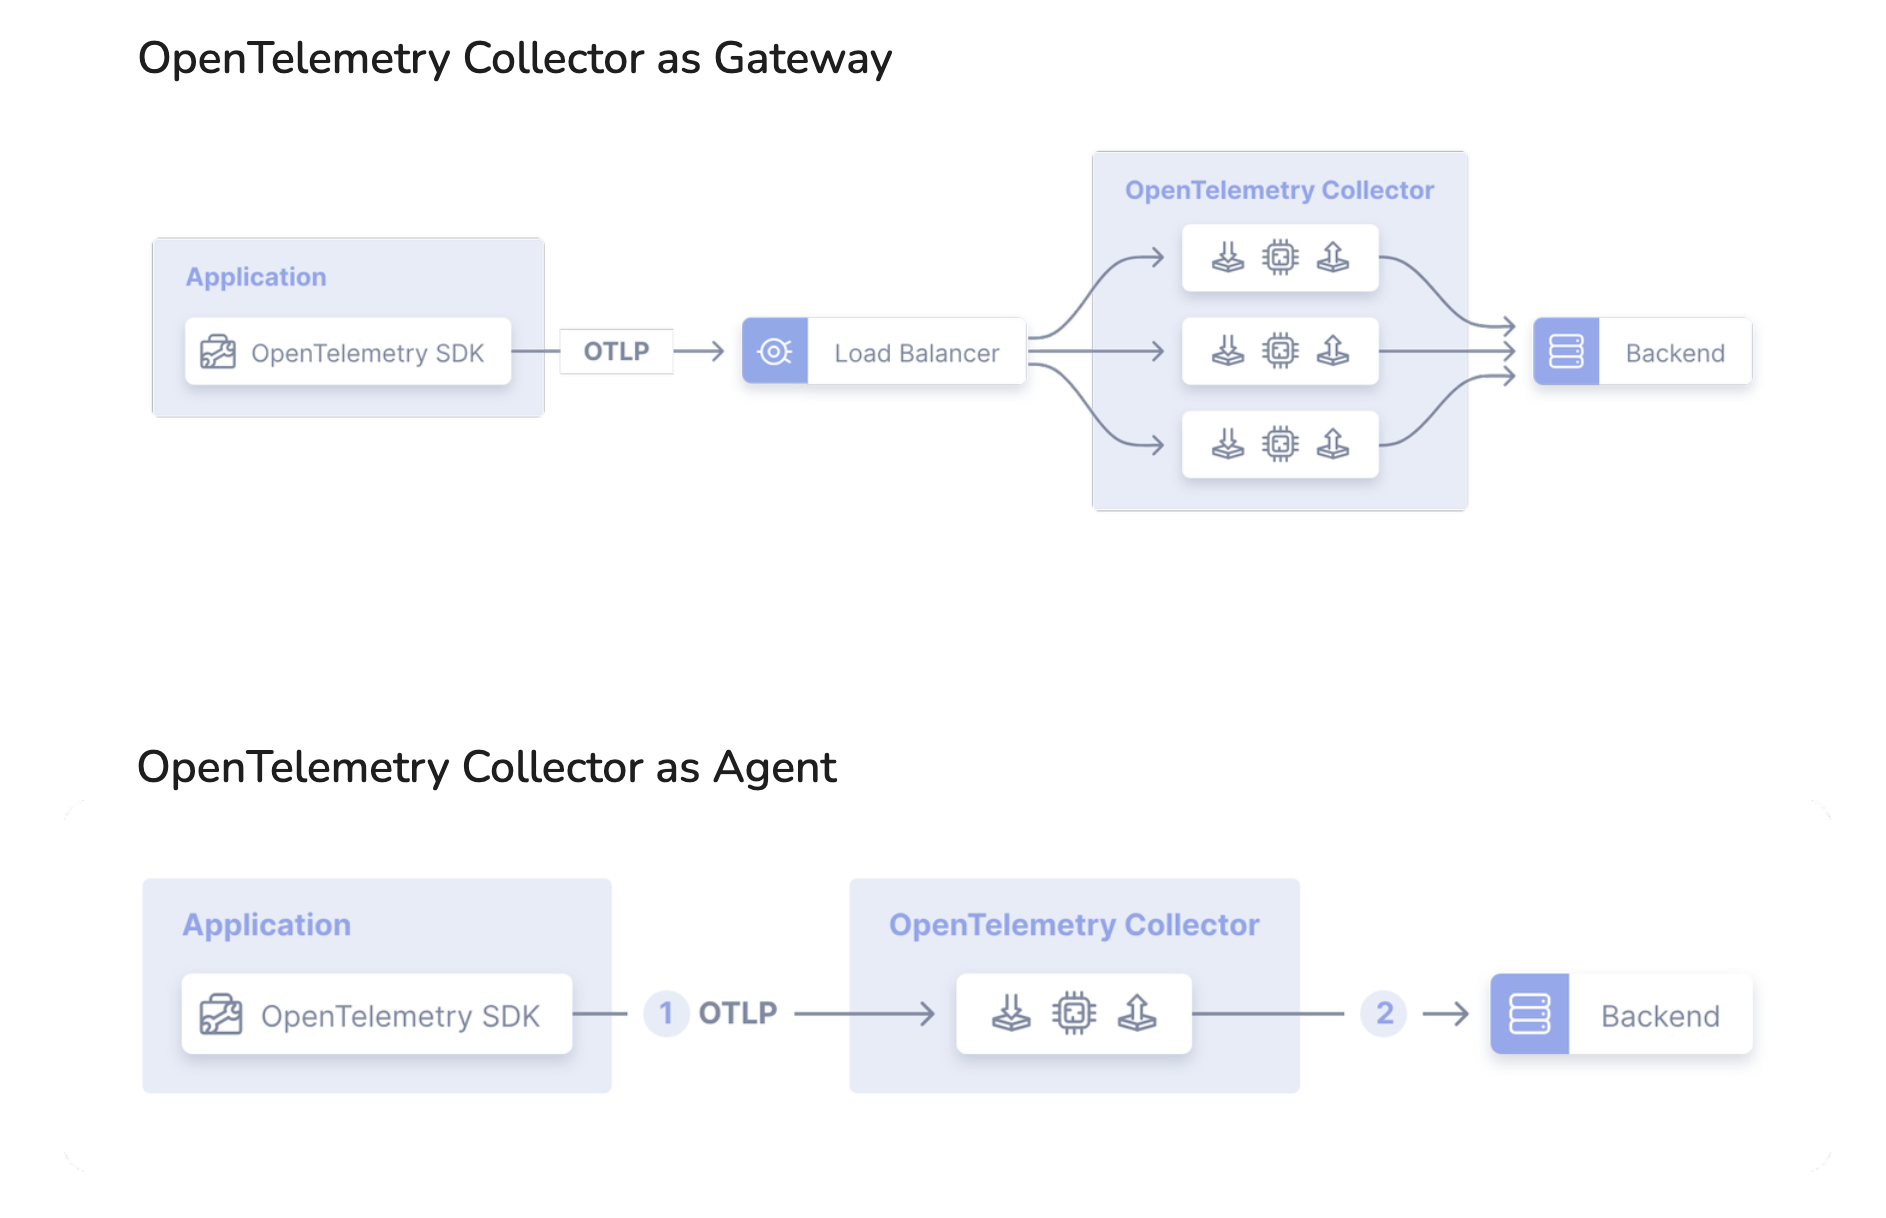 OpenTelemetry Collector as Gateway
OpenTelemetry Collector
Application
OpenTelemetry SDK
OTLP
Load Balancer
Backend
OpenTelemetry Collector as Agent
Application
OpenTelemetry Collector
OpenTelemetry SDK
1 OTLP
2
Backend